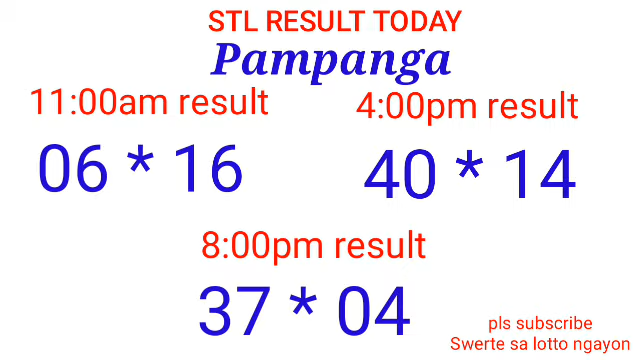 STL RESULT TODAY
Pampanga
11:00am result
06 * 16
4:00pm result
40 * 14
8:00pm result
37 * 04
pls subscribe
Swerte sa lotto ngayon